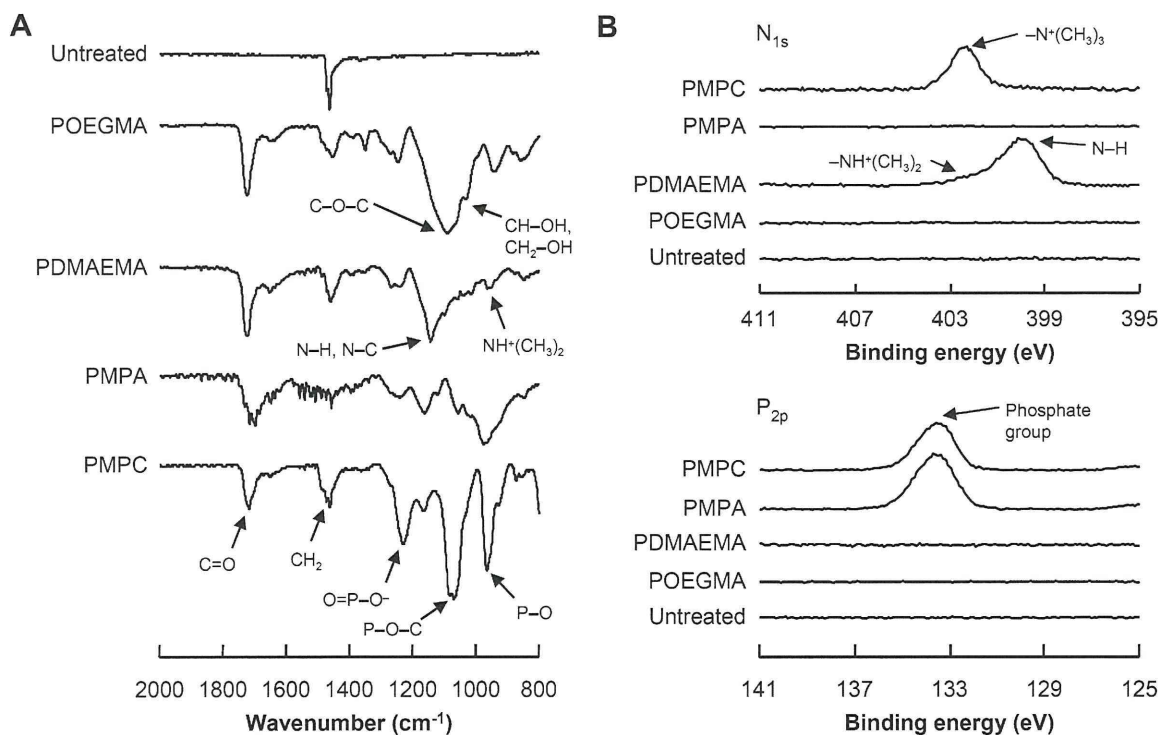 A
Untreated
POEGMA
C–O–C
CH–OH,
CH₂–OH
PDMAEMA
N–H, N–C
NH⁺(CH₃)₂
PMPA
PMPC
C=O
CH₂
O=P–O⁻
P–O–C
P–O
2000 1800 1600 1400 1200 1000 800
Wavenumber (cm⁻¹)
B
N₁ₛ
–N⁺(CH₃)₃
PMPC
PMPA
N–H
–NH⁺(CH₃)₂
PDMAEMA
POEGMA
Untreated
411 407 403 399 395
Binding energy (eV)
P₂ₚ
Phosphate
group
PMPC
PMPA
PDMAEMA
POEGMA
Untreated
141 137 133 129 125
Binding energy (eV)